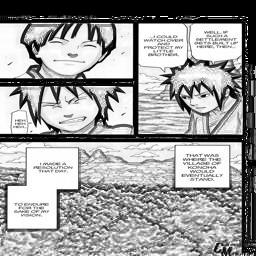 WELL, IF
SUCH A
SETTLEMENT
GETS BUILT UP
HERE, THEN...
...I COULD
WATCH OVER
AND
PROTECT MY
LITTLE
BROTHER.
HEH
HEH
HEH...
THAT WAS
WHERE THE
VILLAGE OF
KONOHA
WOULD
EVENTUALLY
STAND.
I MADE A
RESOLUTION
THAT DAY.
TO ENDURE
FOR THE
SAKE OF MY
VISION.